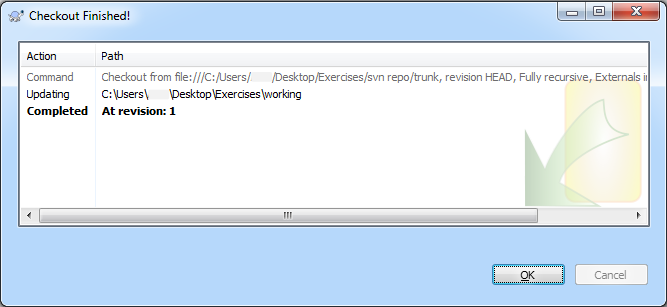 Checkout Finished!
Action Path
Command Checkout from file:///C:/Users/ /Desktop/Exercises/svn repo/trunk, revision HEAD, Fully recursive, Externals in
Updating C:\Users\ \Desktop\Exercises\working
Completed At revision: 1
OK Cancel